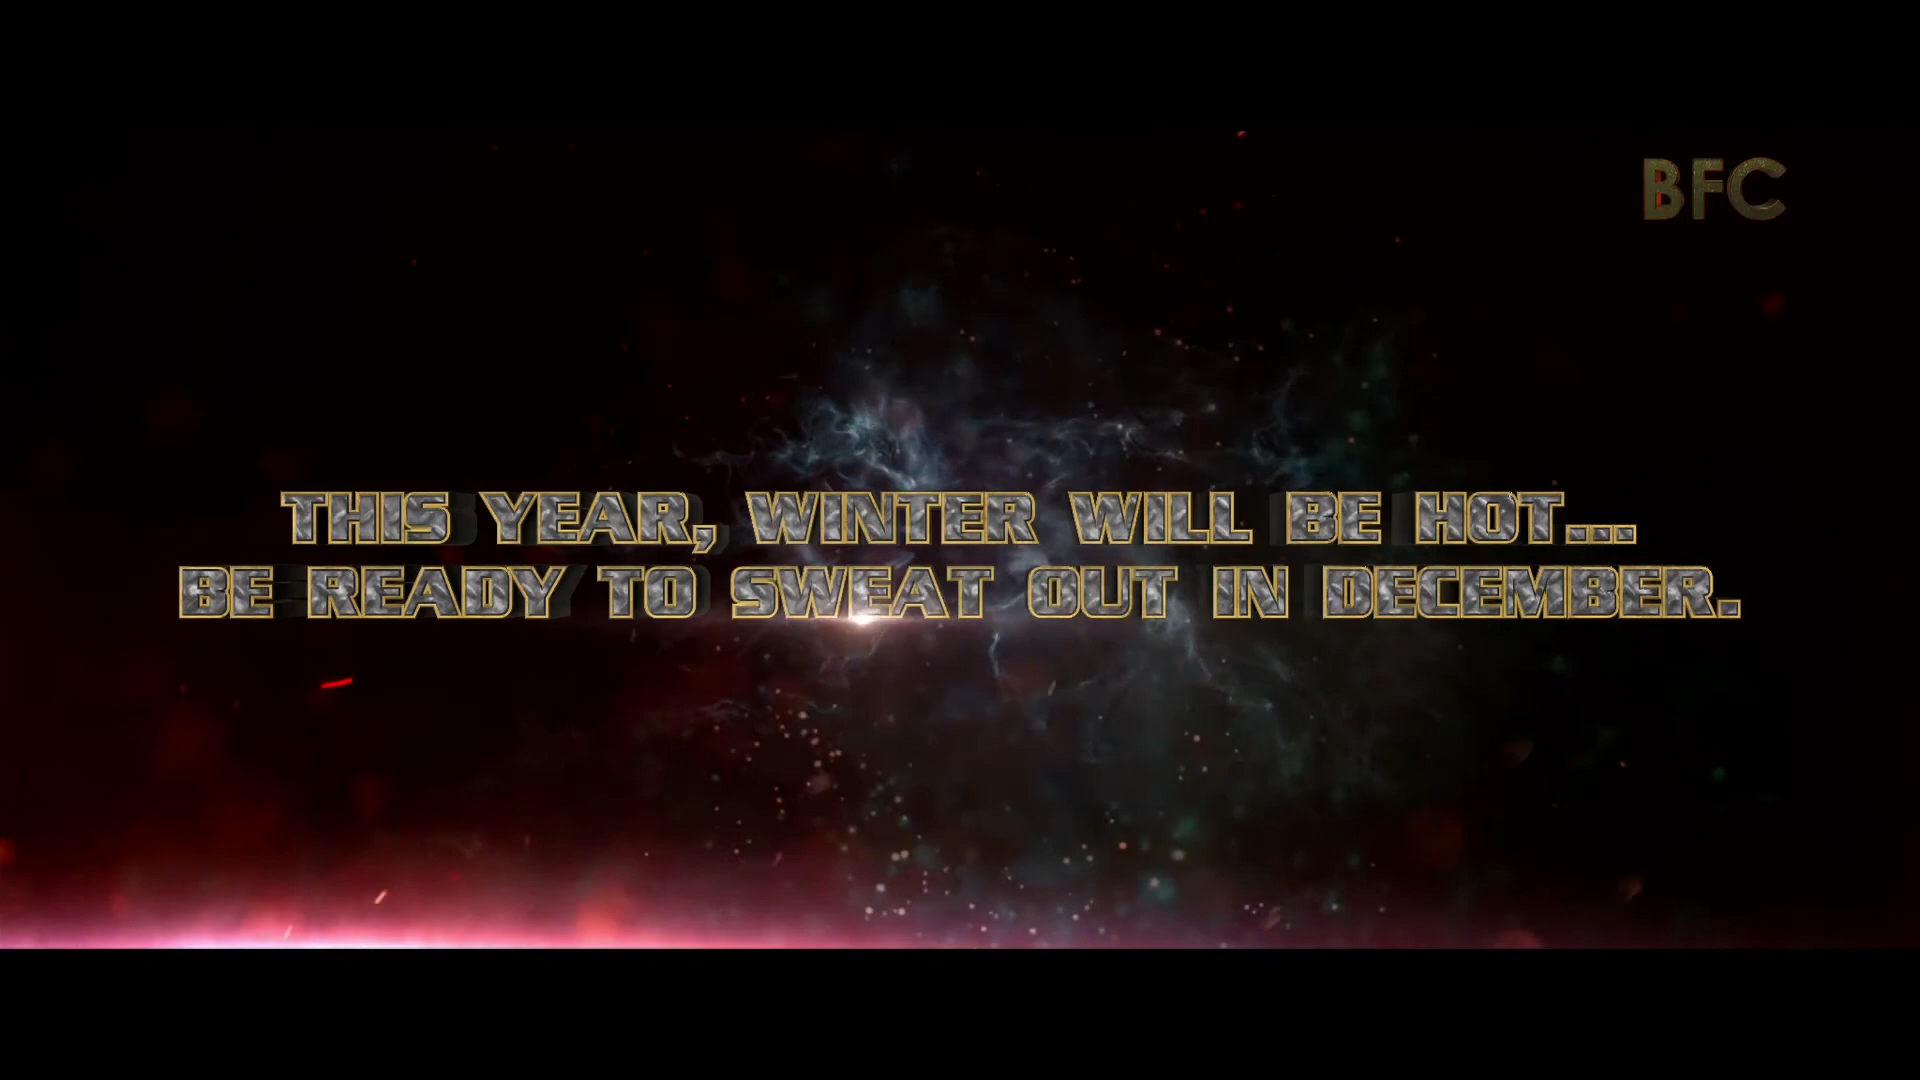 BFC
THIS YEAR, WINTER WILL BE HOT...
BE READY TO SWEAT OUT IN DECEMBER.